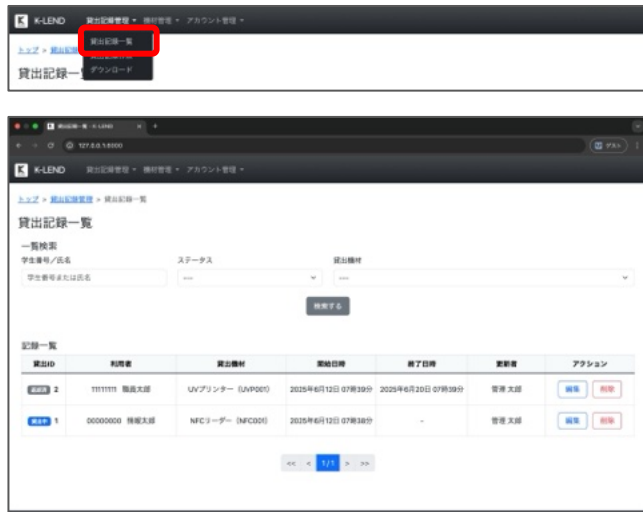 K K-LEND 貸出記録管理 機材管理 アカウント管理
貸出記録一覧
トップ > 貸出記録
ダウンロード
貸出記録一
貸出記録一覧 - K-LEND
127.0.0.1:8000
ゲスト
K K-LEND 貸出記録管理 機材管理 アカウント管理
トップ > 貸出記録管理 > 貸出記録一覧
貸出記録一覧
一覧検索
学生番号/氏名 ステータス 貸出機材
学生番号または氏名 ---- ----
検索する
記録一覧
貸出ID 利用者 貸出機材 開始日時 終了日時 更新者 アクション
返却済 2 11111111 職員太郎 UVプリンター (UVP001) 2025年6月12日 07時39分 2025年6月20日 07時39分 管理 太郎 編集 削除
貸出中 1 00000000 情報太郎 NFCリーダー (NFC001) 2025年6月12日 07時38分 - 管理 太郎 編集 削除
<< < 1/1 > >>